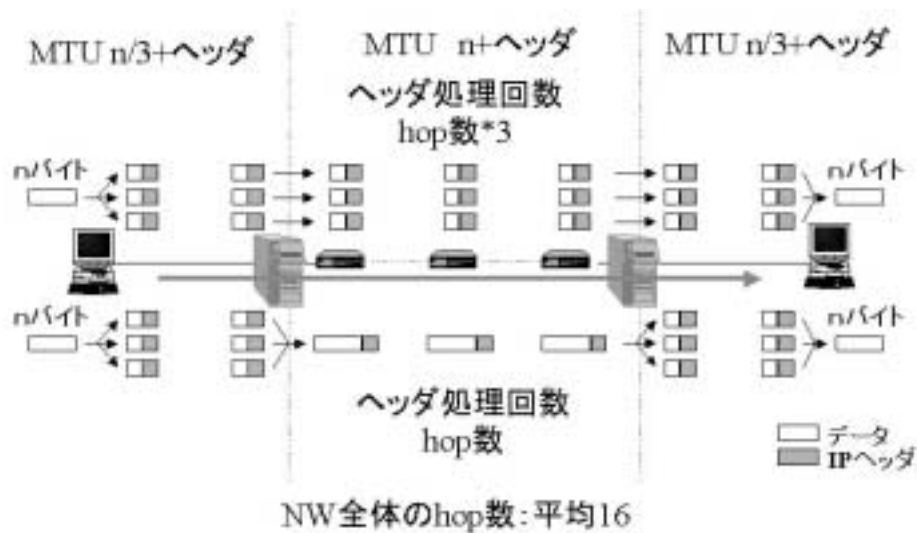 MTU n/3+ヘッダ
MTU n+ヘッダ
MTU n/3+ヘッダ
ヘッダ処理回数
hop数*3
nバイト
nバイト
nバイト
nバイト
ヘッダ処理回数
hop数
データ
IPヘッダ
NW全体のhop数:平均16